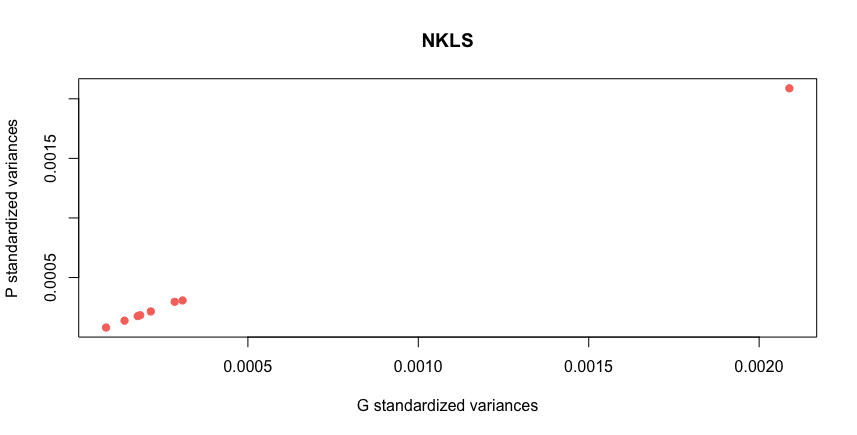 NKLS
P standardized variances
0.0015
0.0005
0.0005 0.0010 0.0015 0.0020
G standardized variances